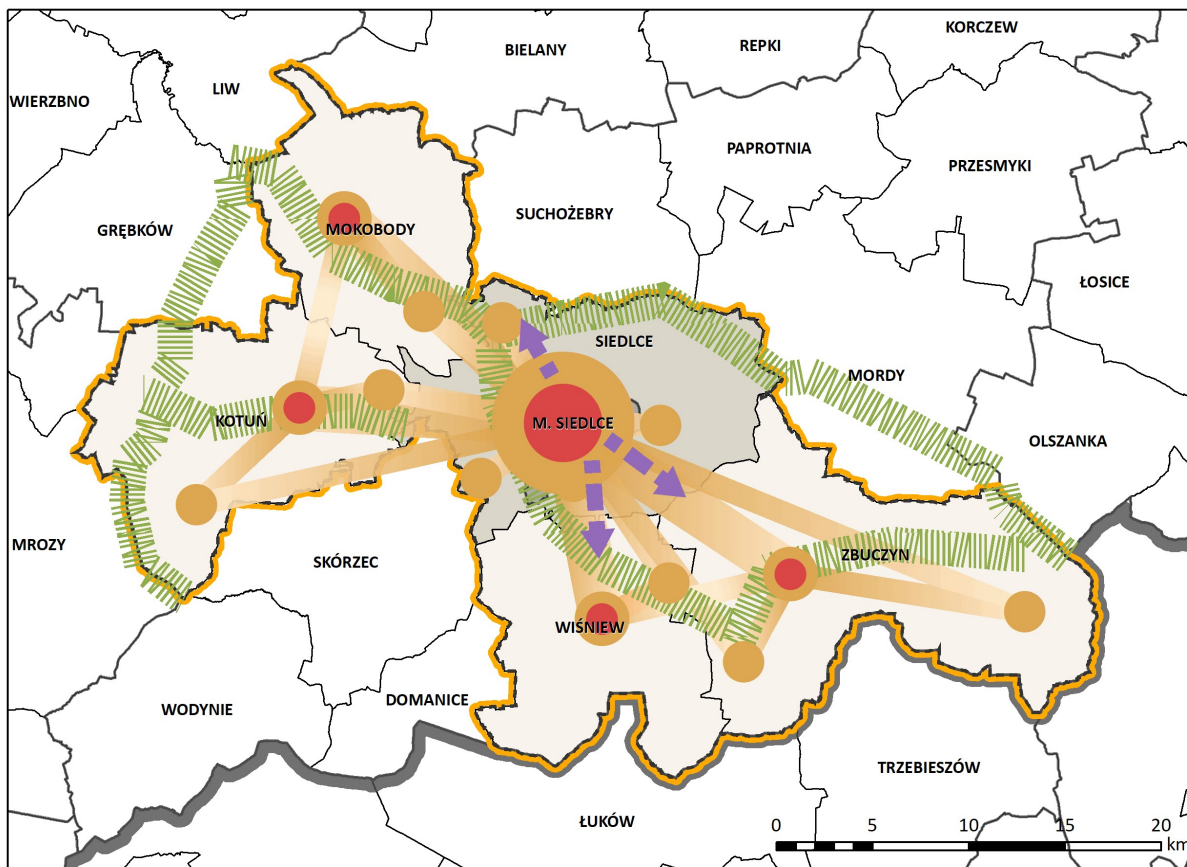 KORCZEW
BIELANY
REPKI
LIW
WIERZBNO
PAPROTNIA
PRZESMYKI
SUCHOŻEBRY
GRĘBKÓW
MOKOBODY
ŁOSICE
SIEDLCE
MORDY
KOTUŃ
M. SIEDLCE
OLSZANKA
MROZY
SKÓRZEC
ZBUCZYN
WIŚNIEW
WODYNIE
DOMANICE
TRZEBIESZÓW
ŁUKÓW
0 5 10 15 20
km